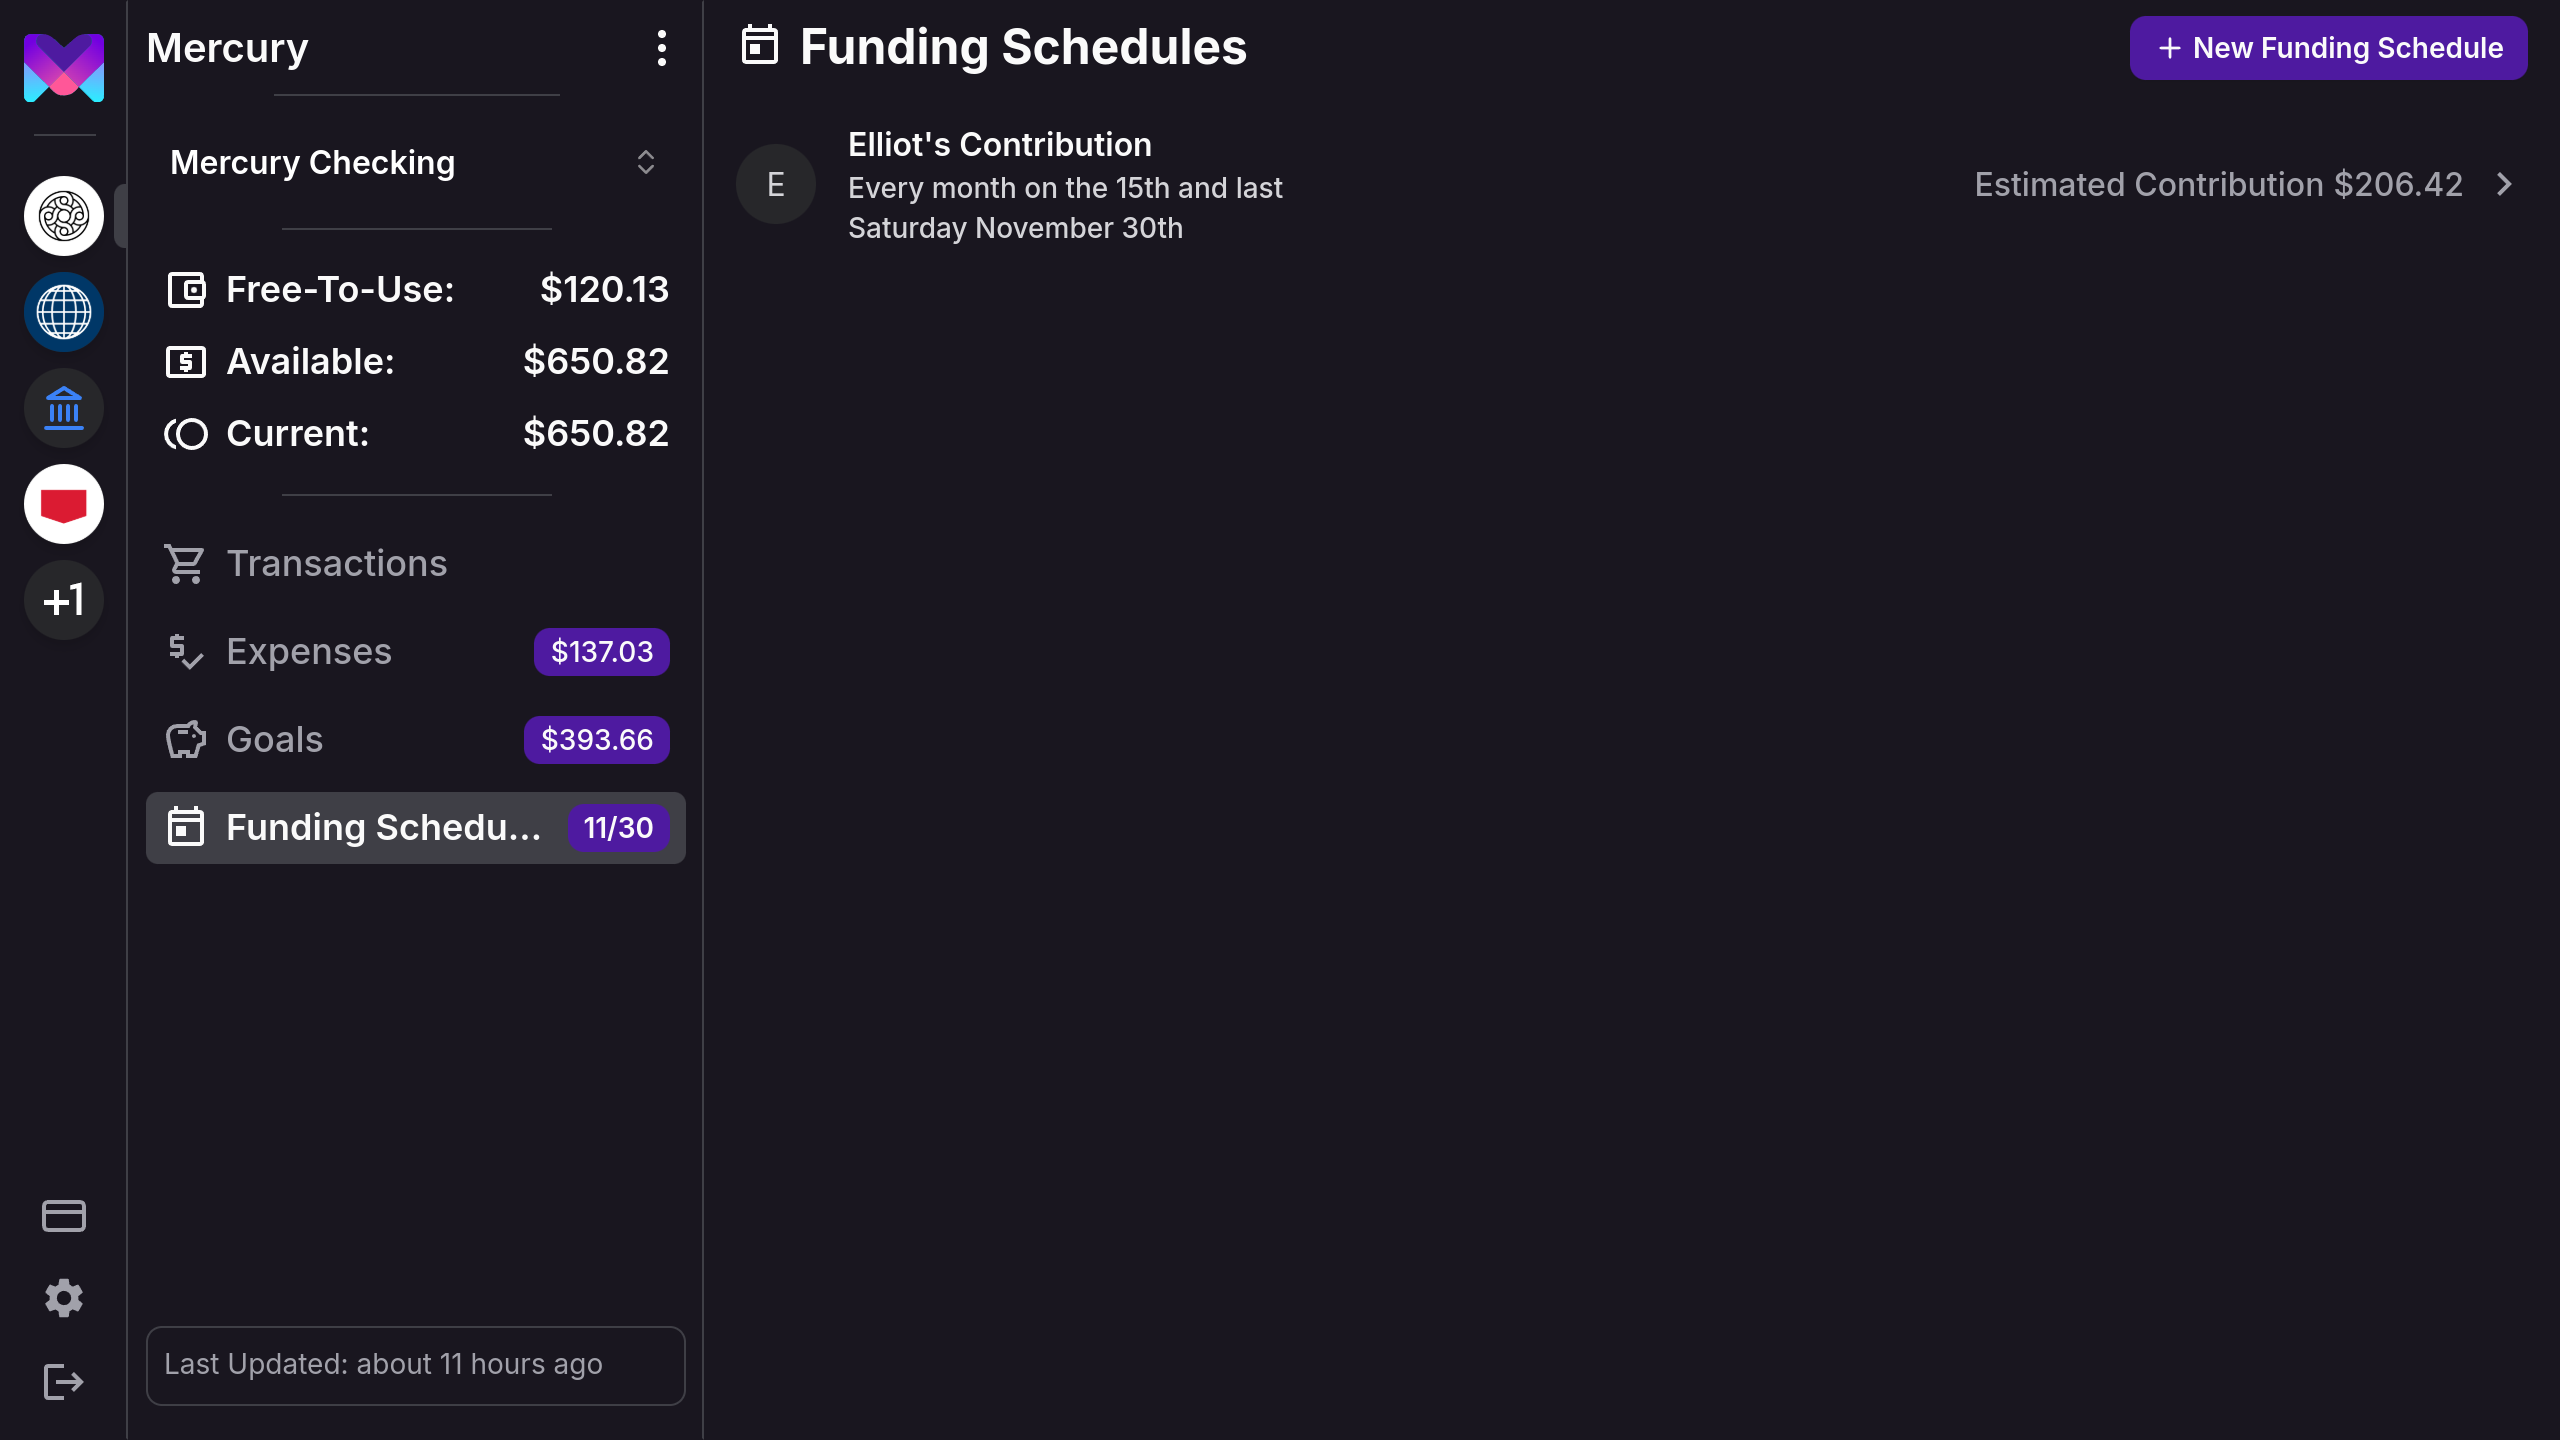 Mercury
Mercury Checking
Free-To-Use: $120.13
Available: $650.82
Current: $650.82
Transactions
Expenses $137.03
Goals $393.66
Funding Schedu... 11/30
Last Updated: about 11 hours ago
+1
Funding Schedules
+ New Funding Schedule
E
Elliot's Contribution
Every month on the 15th and last
Saturday November 30th
Estimated Contribution $206.42